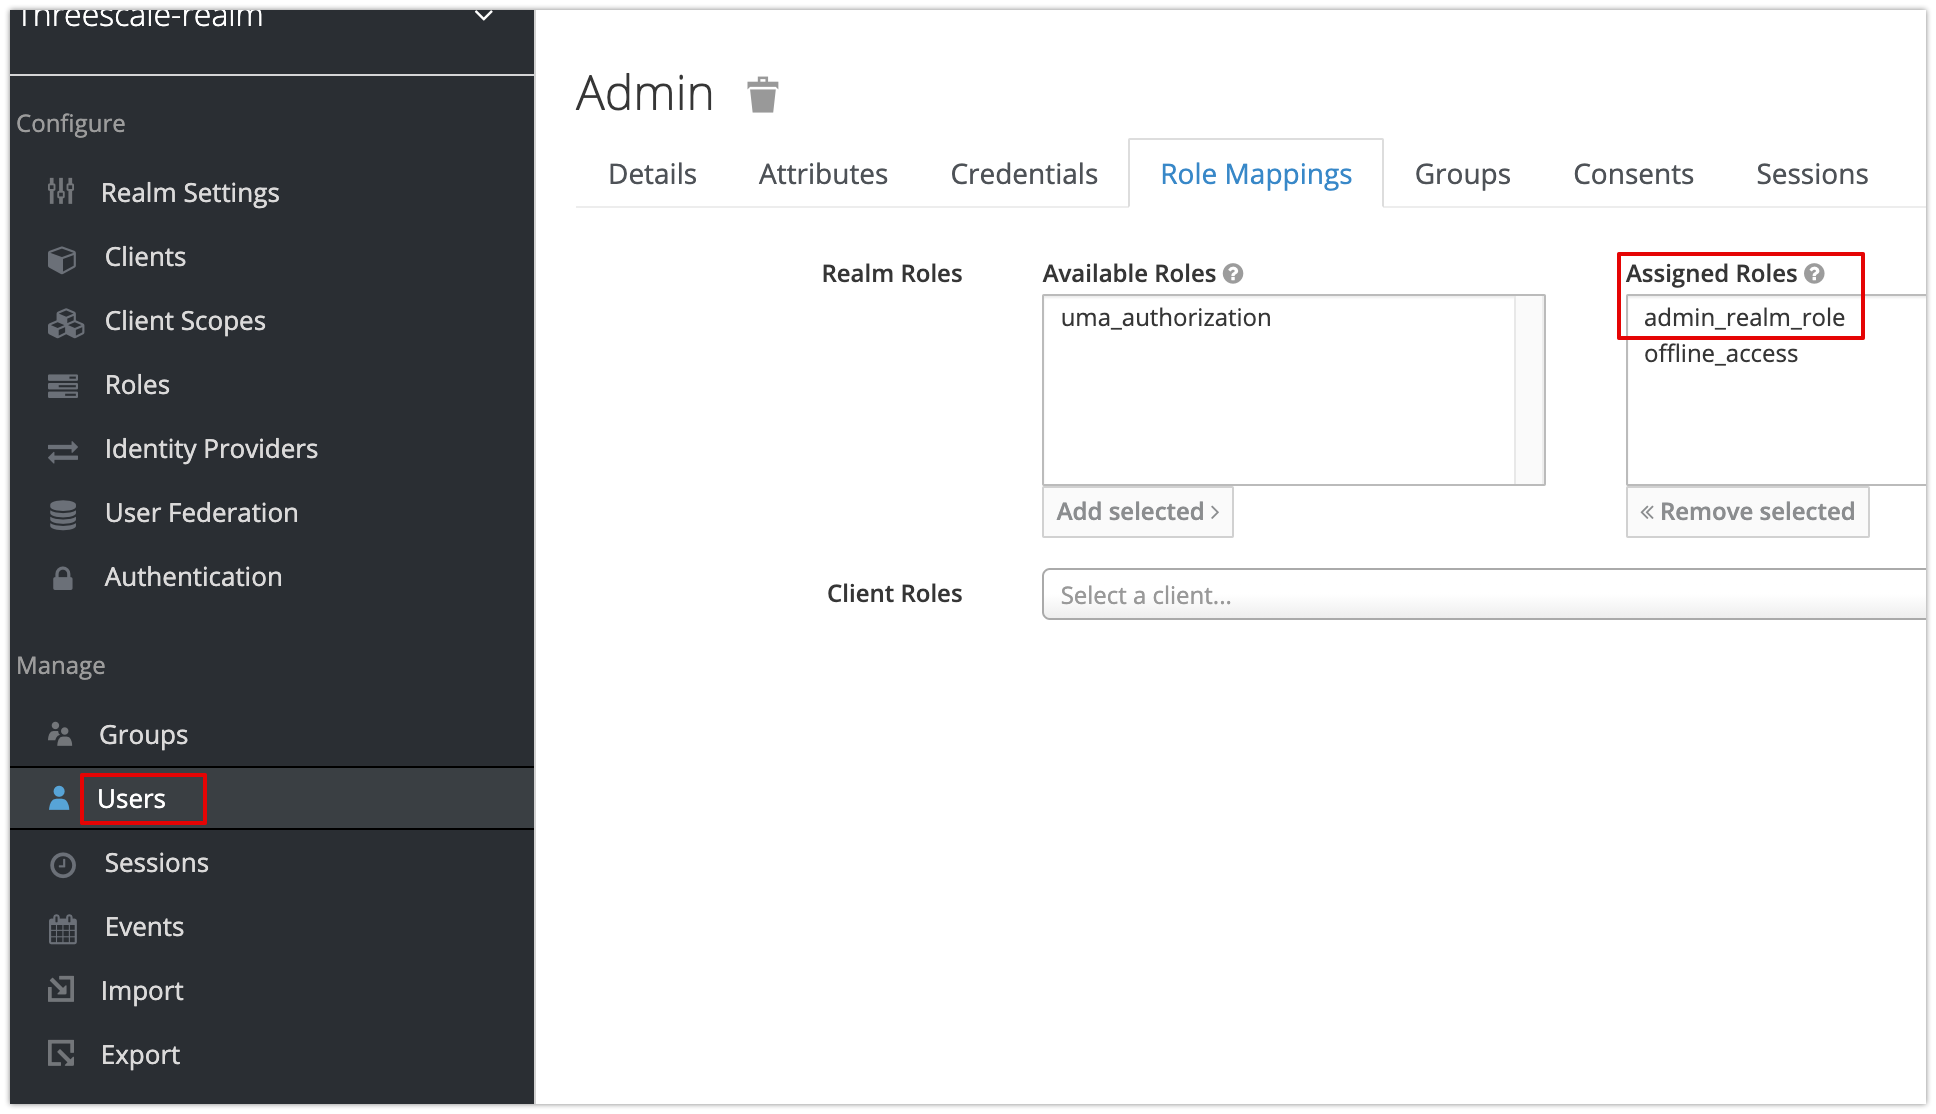 Threescale-realm
Configure
Realm Settings
Clients
Client Scopes
Roles
Identity Providers
User Federation
Authentication
Manage
Groups
Users
Sessions
Events
Import
Export
Admin
Details Attributes Credentials Role Mappings Groups Consents Sessions
Realm Roles Available Roles ? Assigned Roles ?
uma_authorization admin_realm_role
offline_access
Add selected > « Remove selected
Client Roles Select a client...